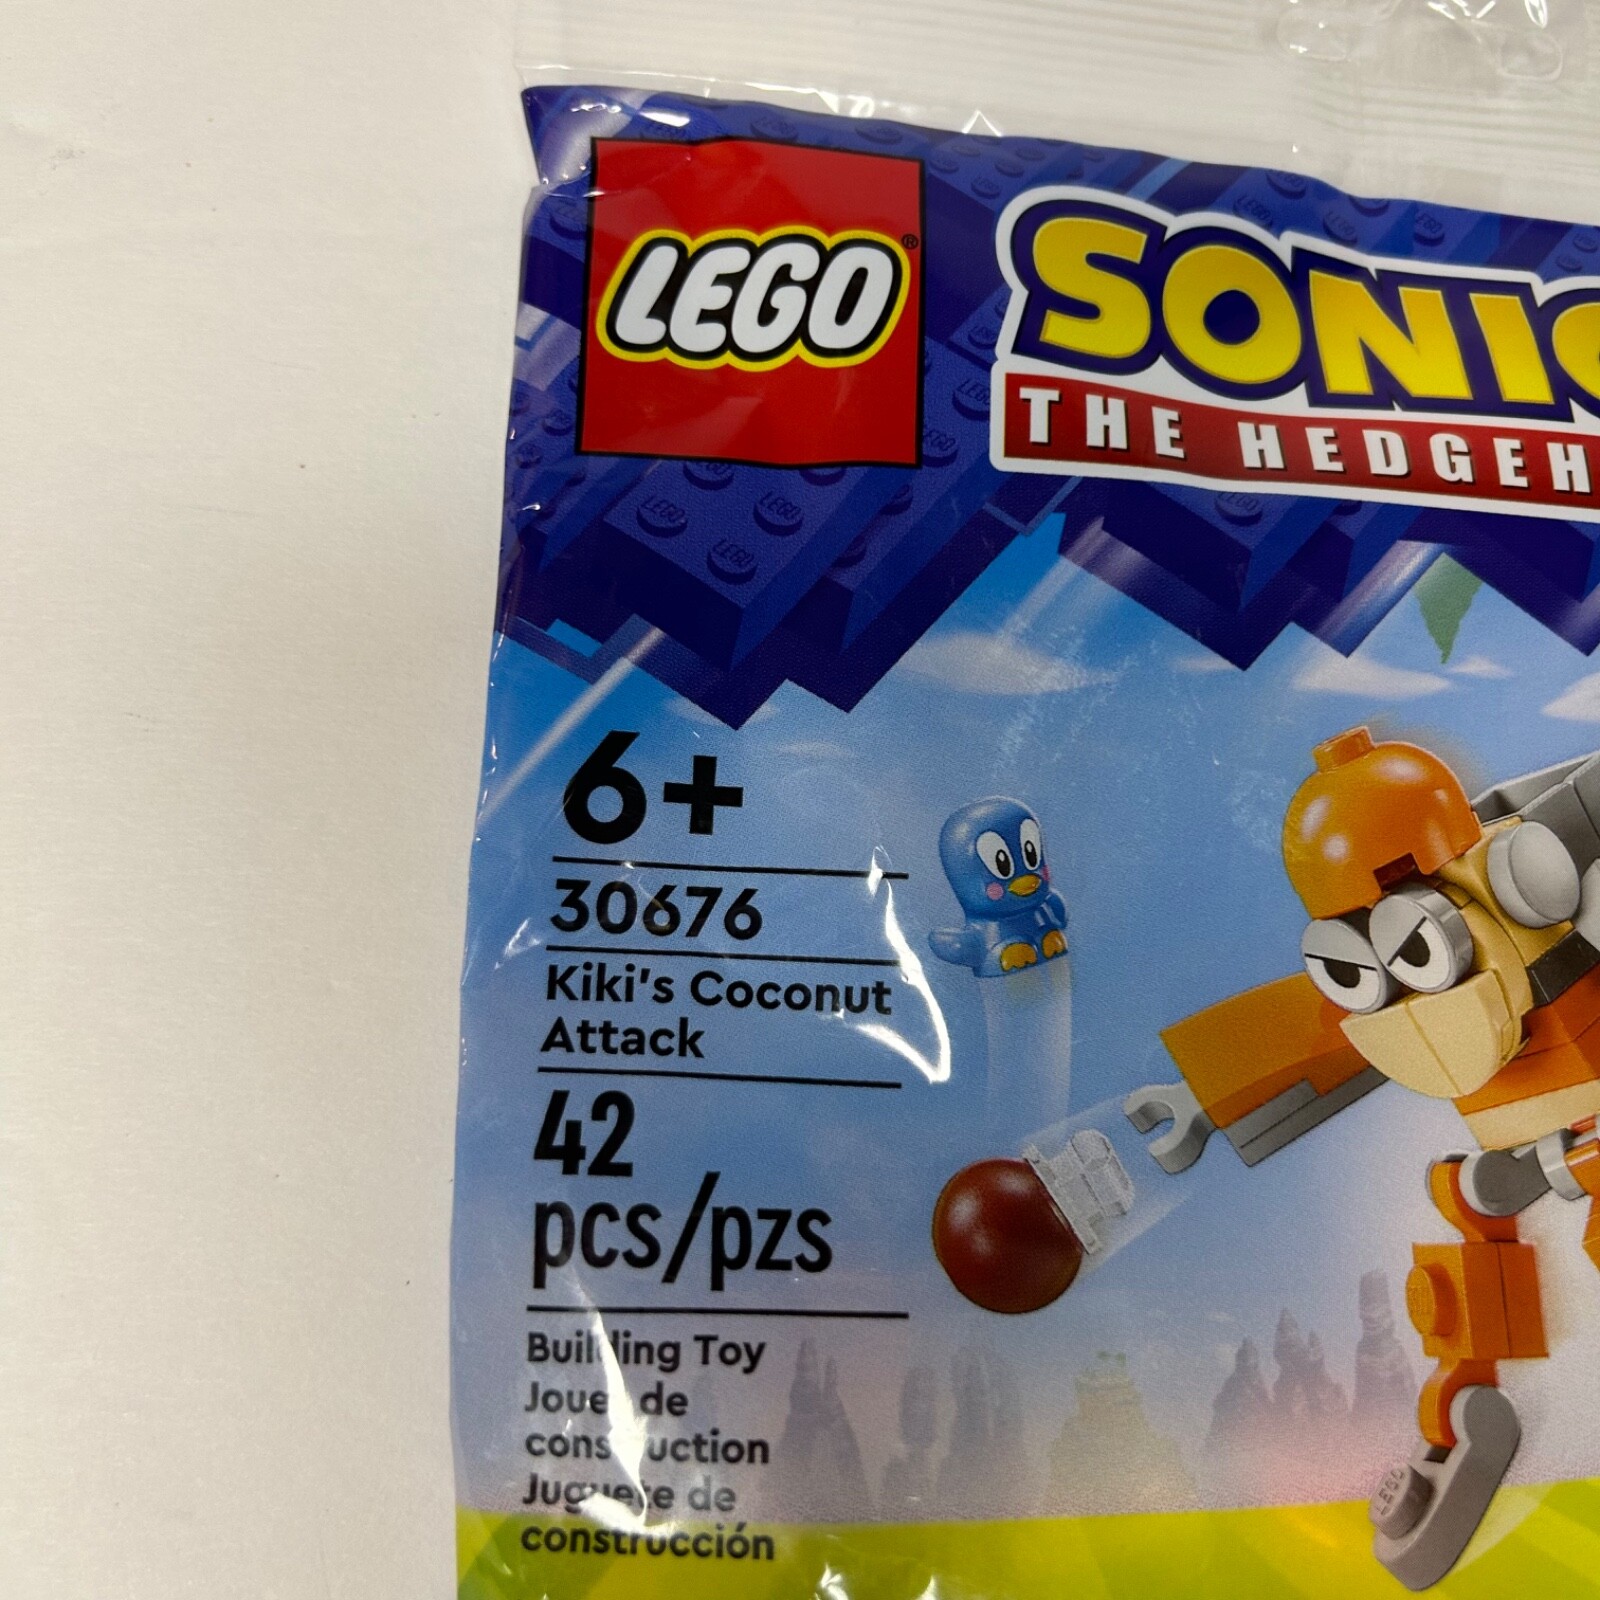 LEGO®
SONIC
THE HEDGEH
6+
30676
Kiki's Coconut
Attack
42
pcs/pzs
Building Toy
Jouet de
construction
Juguete de
construcción